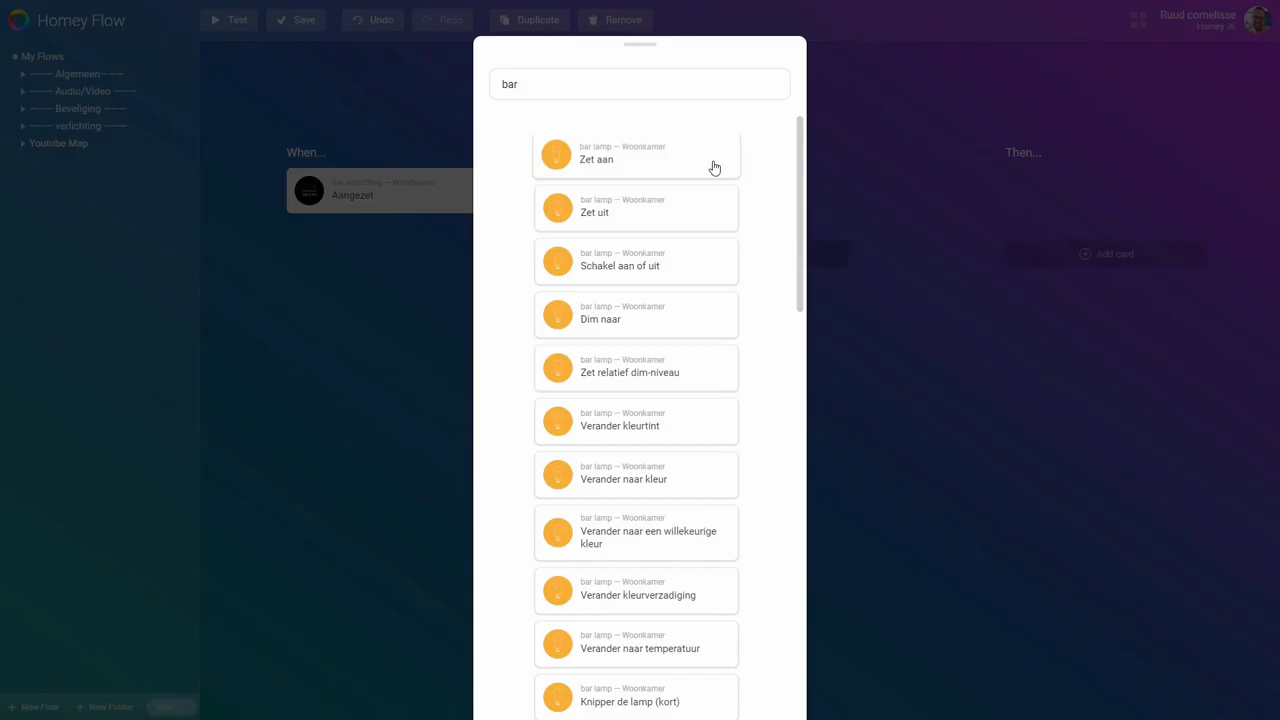 Homey Flow
Test
Save
Undo
Redo
Duplicate
Remove
Ruud cornelisse
Homey Jr.
My Flows
——— Algemeen———
——— Audio/Video ———
——— Beveliging ———
——— verlichting ———
Youtube Map
When...
Bar verlichting — Woonkamer
Aangezet
Then...
Add card
bar
bar lamp — Woonkamer
Zet aan
bar lamp — Woonkamer
Zet uit
bar lamp — Woonkamer
Schakel aan of uit
bar lamp — Woonkamer
Dim naar
bar lamp — Woonkamer
Zet relatief dim-niveau
bar lamp — Woonkamer
Verander kleurtint
bar lamp — Woonkamer
Verander naar kleur
bar lamp — Woonkamer
Verander naar een willekeurige
kleur
bar lamp — Woonkamer
Verander kleurverzadiging
bar lamp — Woonkamer
Verander naar temperatuur
bar lamp — Woonkamer
Knipper de lamp (kort)
New Flow
New Folder